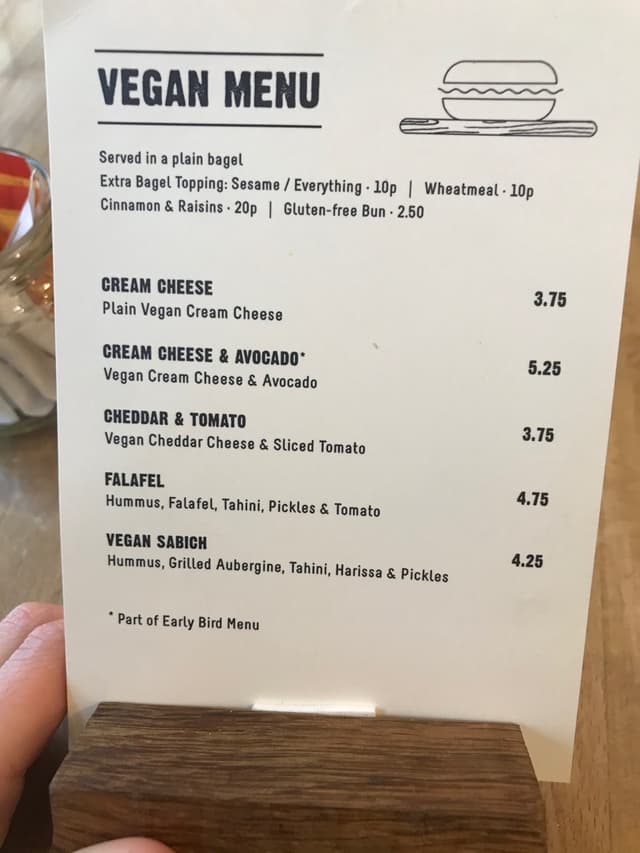 VEGAN MENU
Served in a plain bagel
Extra Bagel Topping: Sesame / Everything · 10p | Wheatmeal · 10p
Cinnamon & Raisins · 20p | Gluten-free Bun · 2.50
CREAM CHEESE 3.75
Plain Vegan Cream Cheese
CREAM CHEESE & AVOCADO* 5.25
Vegan Cream Cheese & Avocado
CHEDDAR & TOMATO 3.75
Vegan Cheddar Cheese & Sliced Tomato
FALAFEL 4.75
Hummus, Falafel, Tahini, Pickles & Tomato
VEGAN SABICH 4.25
Hummus, Grilled Aubergine, Tahini, Harissa & Pickles
* Part of Early Bird Menu